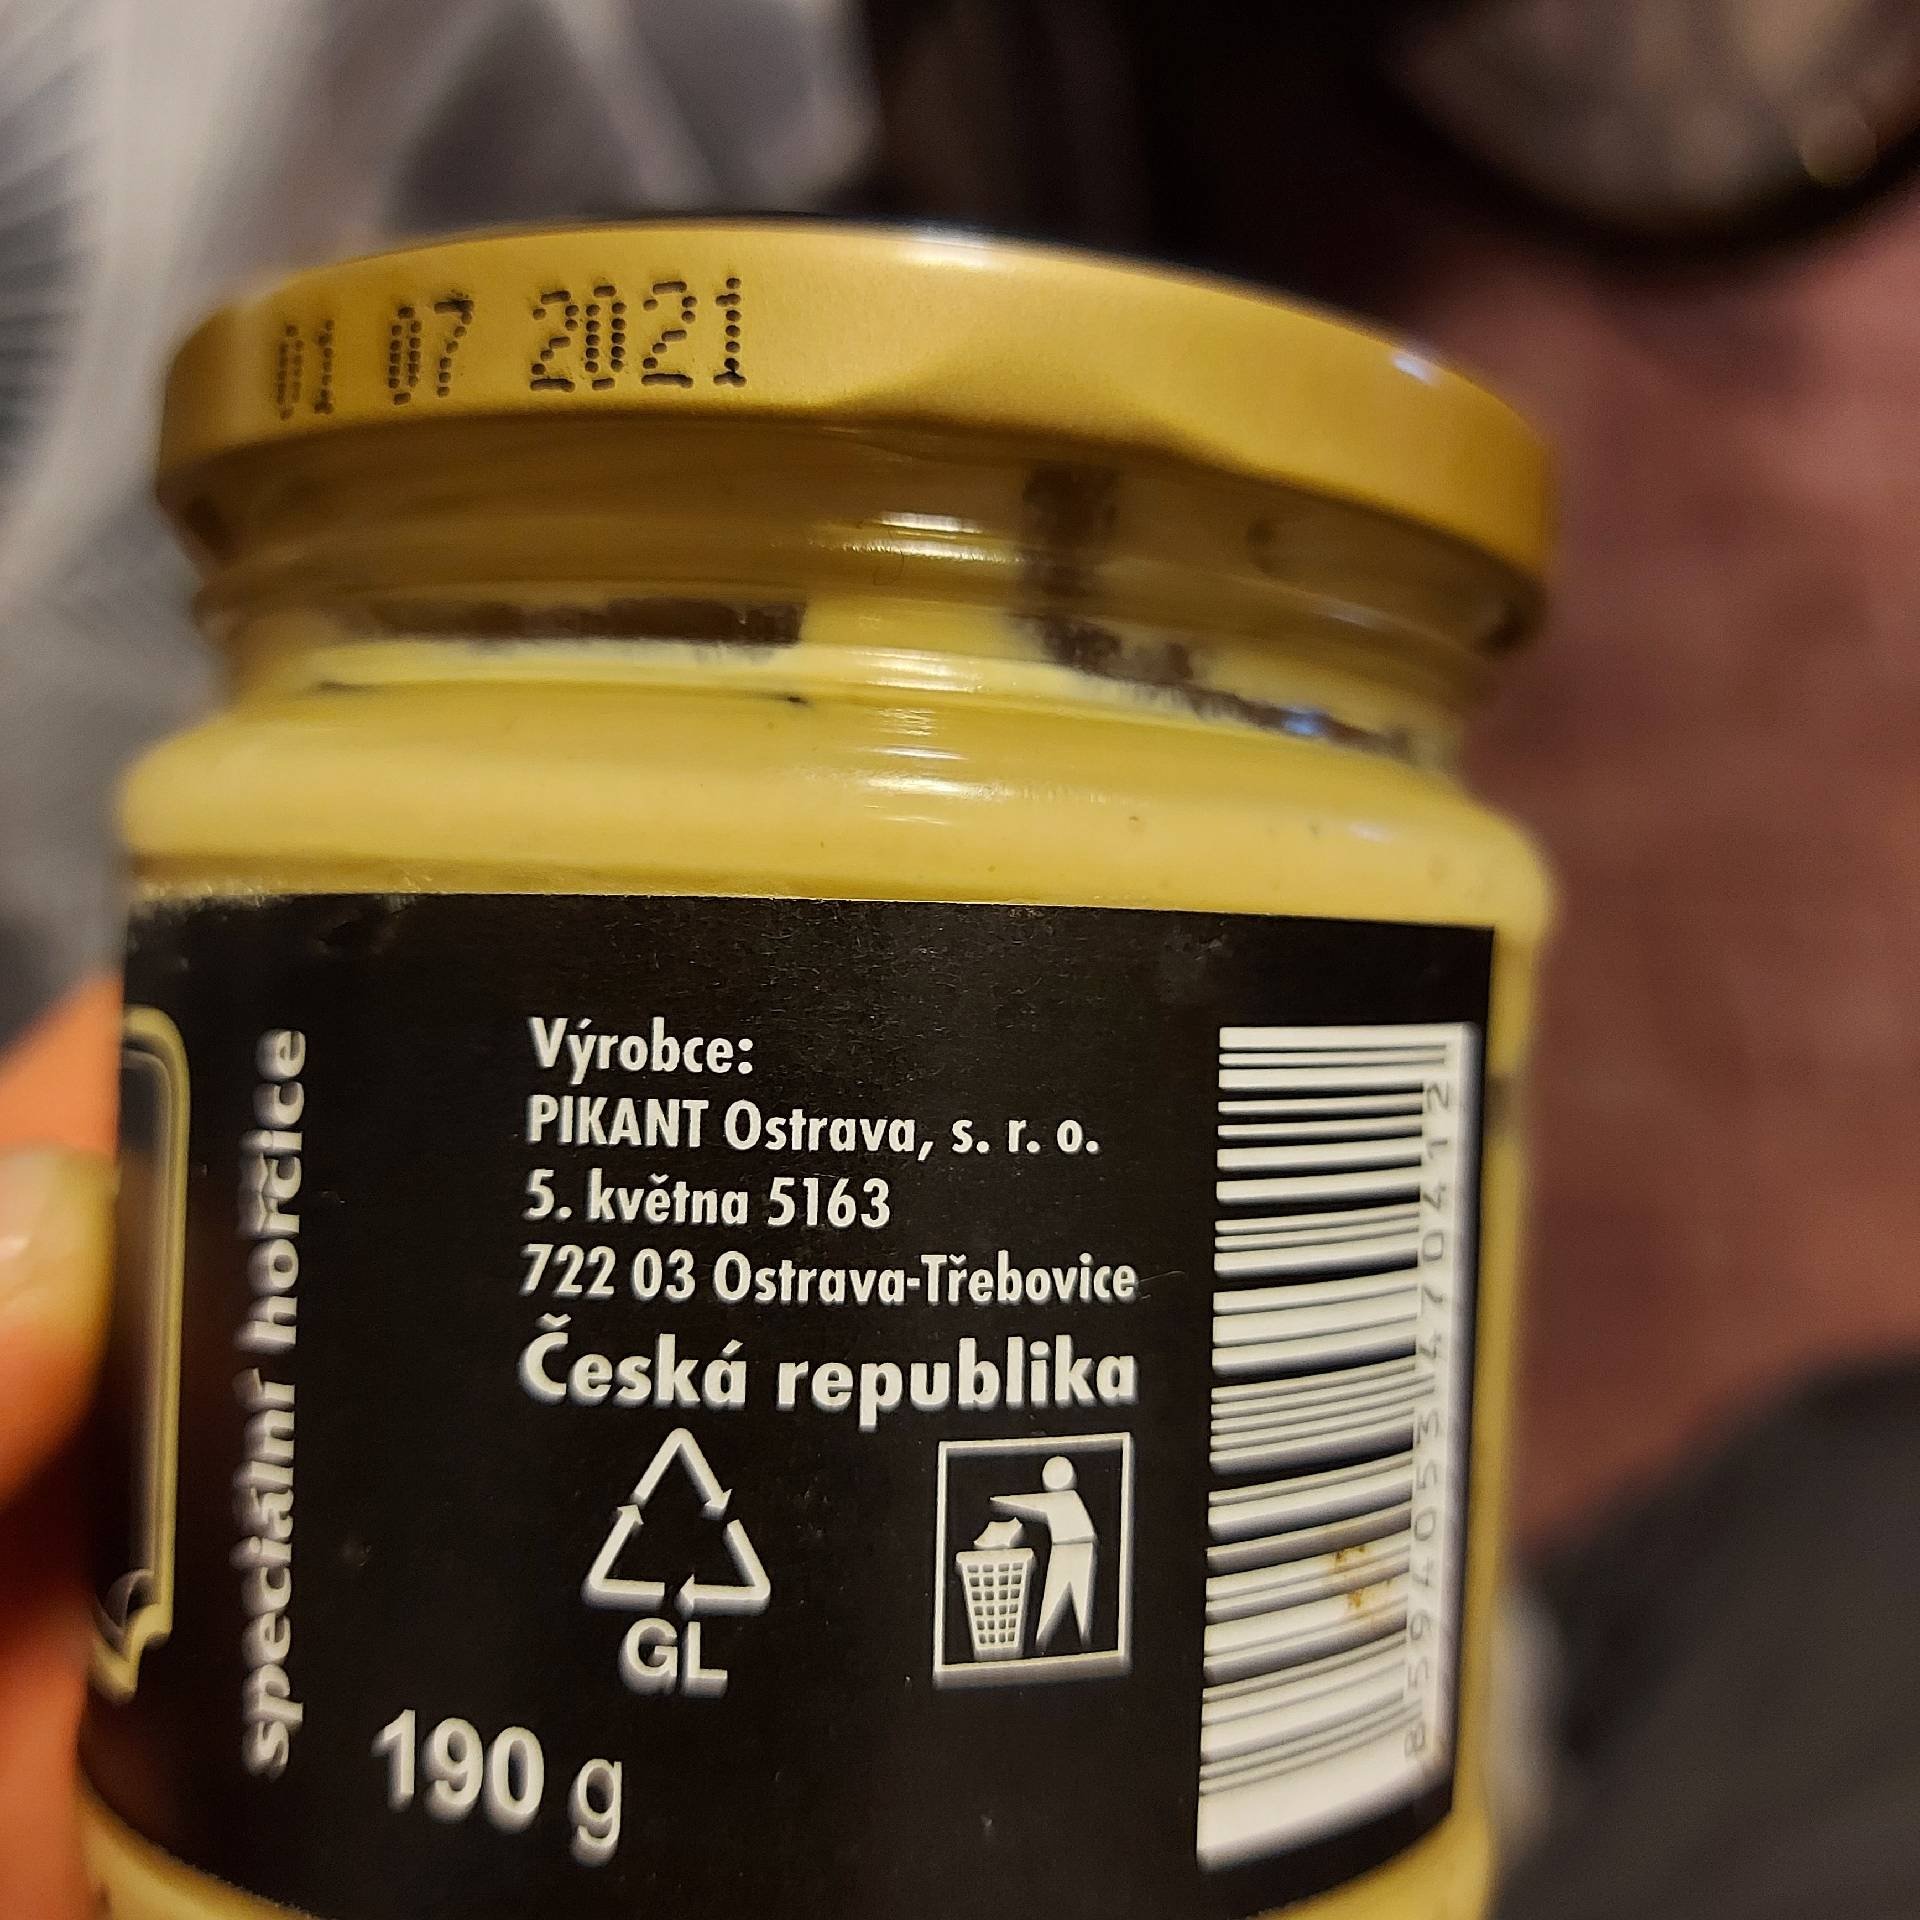 01 07 2021
speciální hořčice
Výrobce:
PIKANT Ostrava, s. r. o.
5. května 5163
722 03 Ostrava-Třebovice
Česká republika
GL
190 g
8594053470412